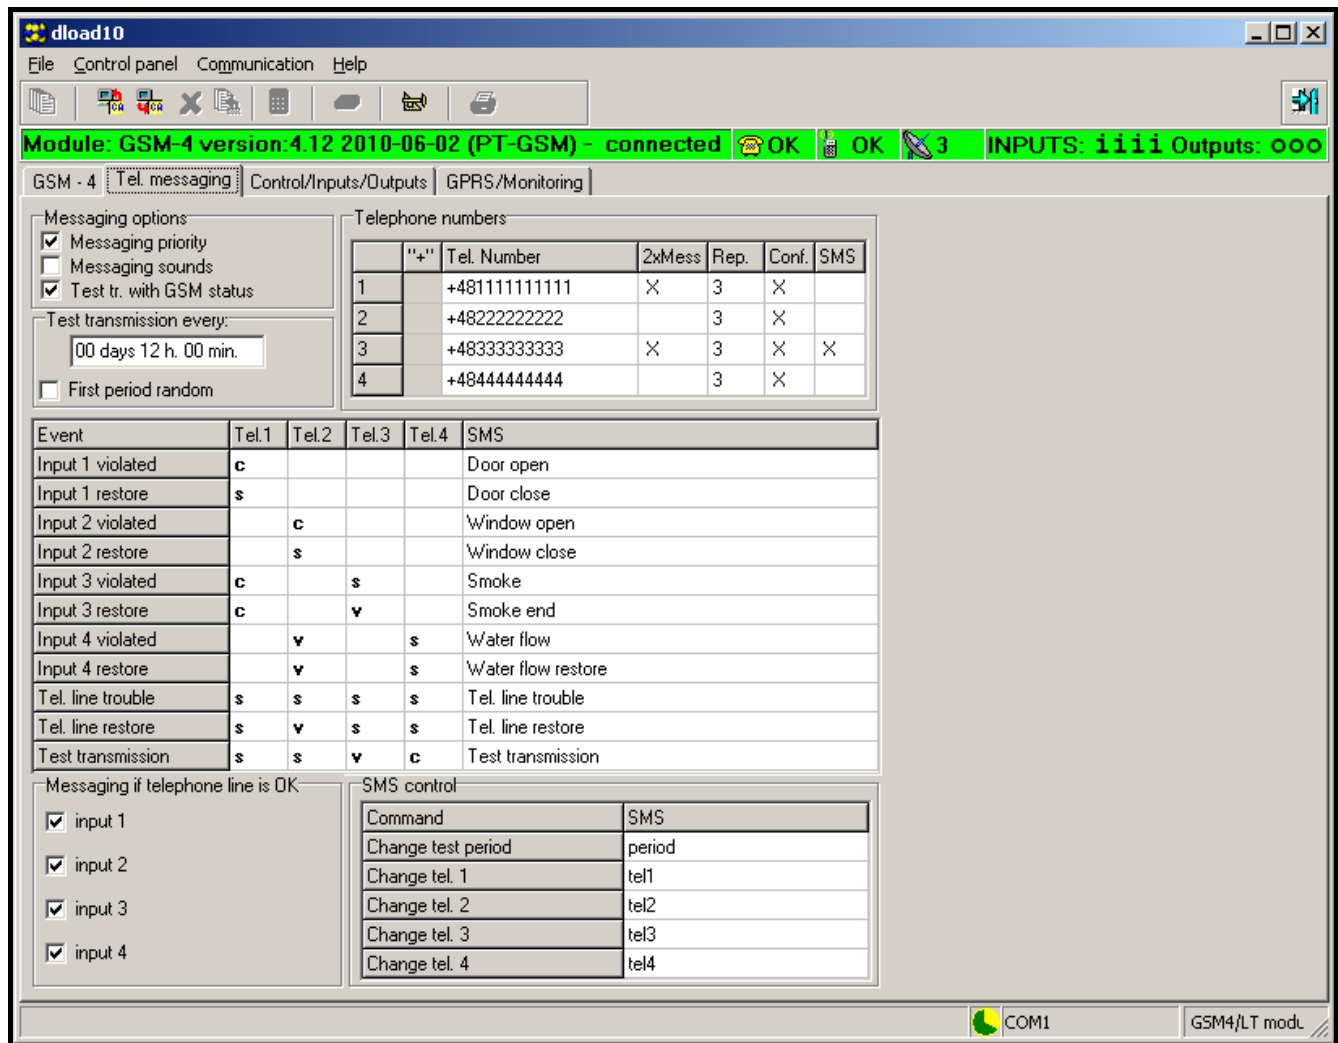 dload10
File Control panel Communication Help
Module: GSM-4 version:4.12 2010-06-02 (PT-GSM) - connected OK OK 3 INPUTS: iiii Outputs: ooo
GSM - 4 Tel. messaging Control/Inputs/Outputs GPRS/Monitoring
Messaging options
Messaging priority
Messaging sounds
Test tr. with GSM status
Test transmission every:
00 days 12 h. 00 min.
First period random
Telephone numbers
"+" Tel. Number 2xMess Rep. Conf. SMS
1 +481111111111 X 3 X
2 +48222222222 3 X
3 +48333333333 X 3 X X
4 +48444444444 3 X
Event Tel.1 Tel.2 Tel.3 Tel.4 SMS
Input 1 violated c Door open
Input 1 restore s Door close
Input 2 violated c Window open
Input 2 restore s Window close
Input 3 violated c s Smoke
Input 3 restore c v Smoke end
Input 4 violated v s Water flow
Input 4 restore v s Water flow restore
Tel. line trouble s s s s Tel. line trouble
Tel. line restore s v s s Tel. line restore
Test transmission s s v c Test transmission
Messaging if telephone line is OK
input 1
input 2
input 3
input 4
SMS control
Command SMS
Change test period period
Change tel. 1 tel1
Change tel. 2 tel2
Change tel. 3 tel3
Change tel. 4 tel4
COM1 GSM4/LT modu